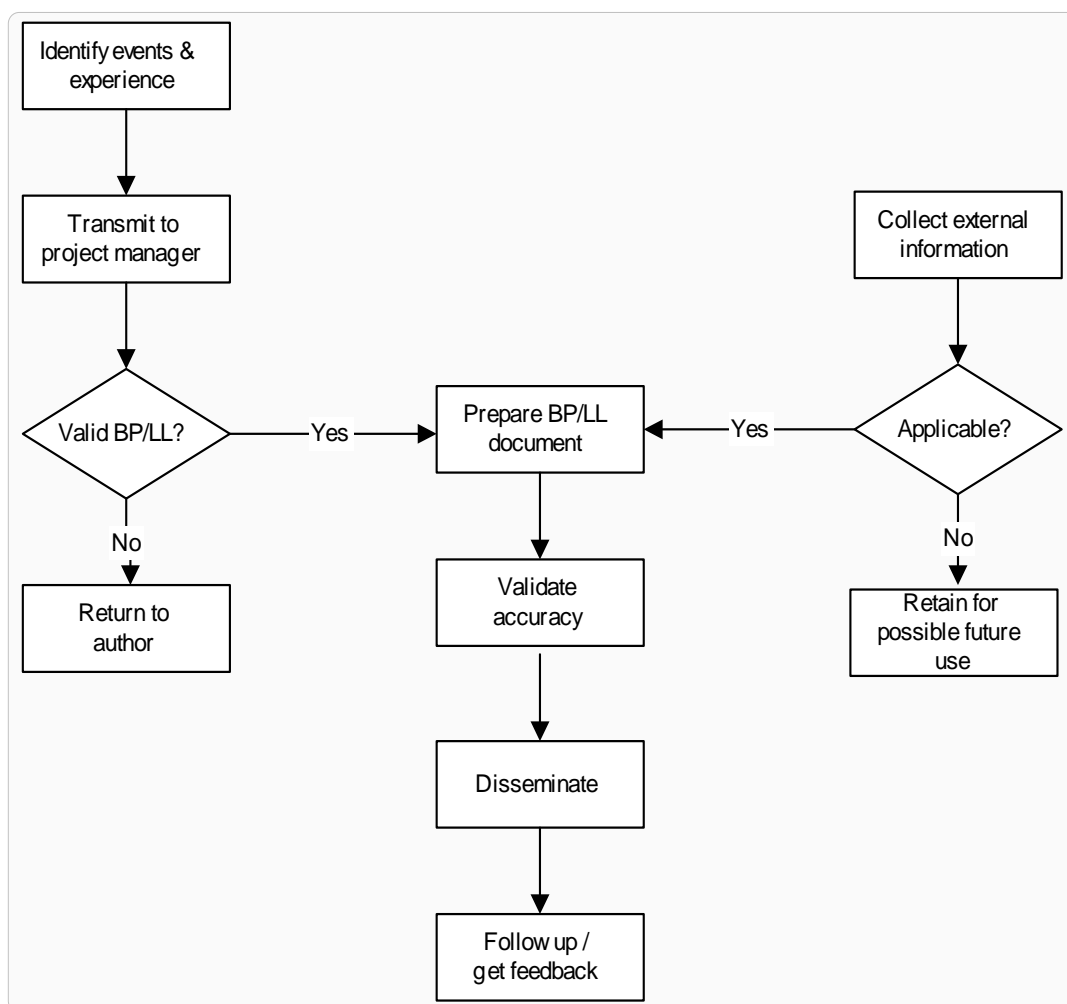 Identify events &
experience
Transmit to
project manager
Collect external
information
Valid BP/LL?
Yes
Prepare BP/LL
document
Yes
Applicable?
No
No
Return to
author
Validate
accuracy
Retain for
possible future
use
Disseminate
Follow up /
get feedback